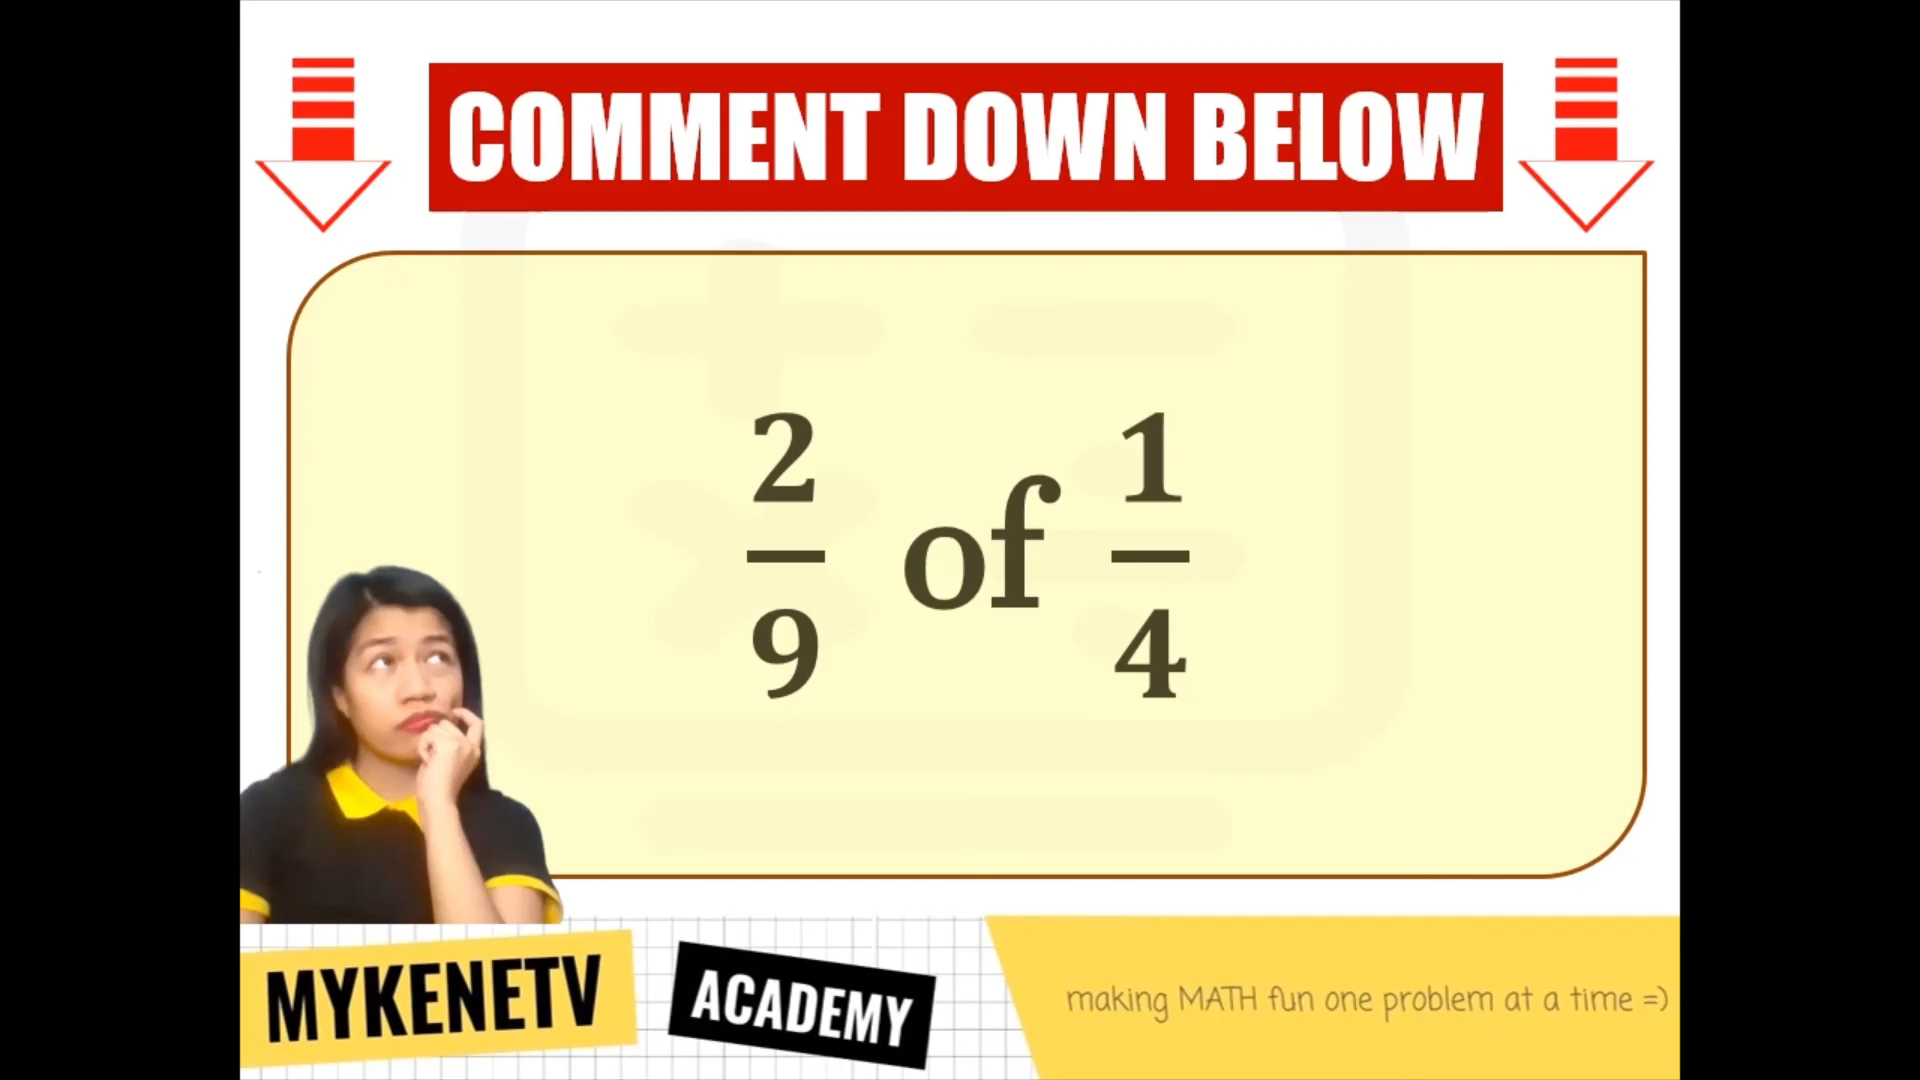 COMMENT DOWN BELOW
2/9 of 1/4
MYKENETV ACADEMY
making MATH fun one problem at a time =)